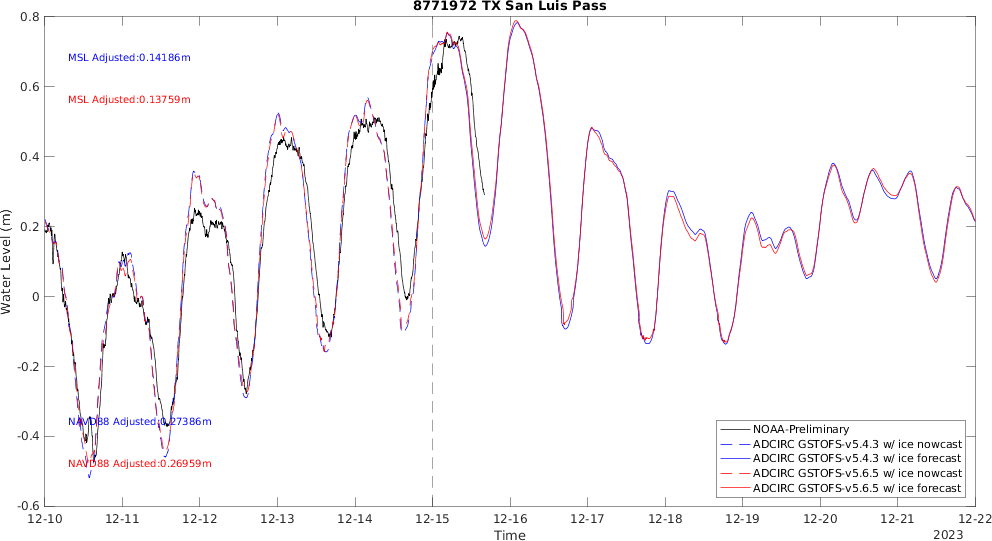 8771972 TX San Luis Pass
0.8
0.6
0.4
0.2
0
-0.2
-0.4
-0.6
Water Level (m)
MSL Adjusted:0.14186m
MSL Adjusted:0.13759m
NAVD88 Adjusted:0.27386m
NAVD88 Adjusted:0.26959m
NOAA-Preliminary
ADCIRC GSTOFS-v5.4.3 w/ ice nowcast
ADCIRC GSTOFS-v5.4.3 w/ ice forecast
ADCIRC GSTOFS-v5.6.5 w/ ice nowcast
ADCIRC GSTOFS-v5.6.5 w/ ice forecast
12-10 12-11 12-12 12-13 12-14 12-15 12-16 12-17 12-18 12-19 12-20 12-21 12-22
Time
2023